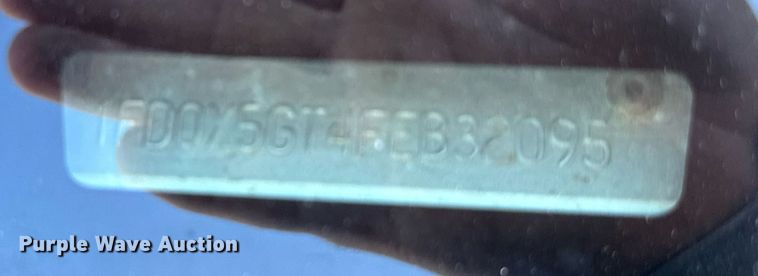 1FD0X5GT4FEB32095
Purple Wave Auction